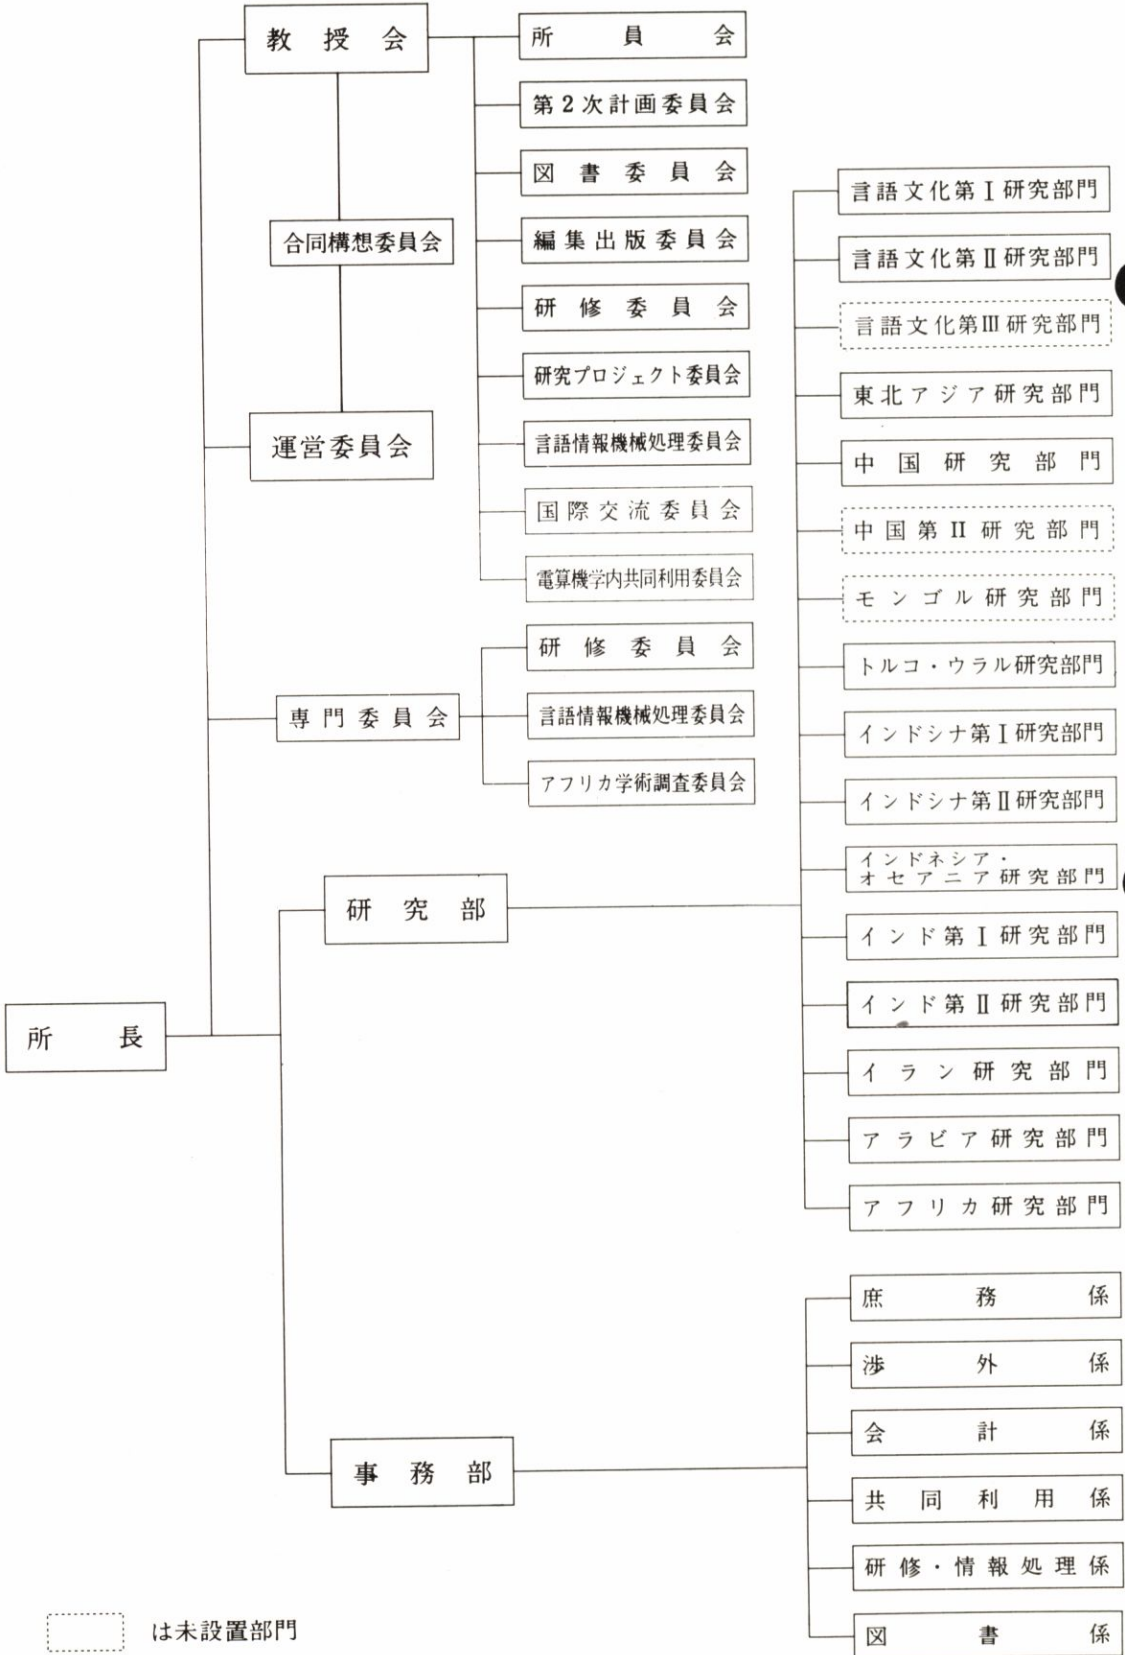 教授会
所員会
第2次計画委員会
図書委員会
編集出版委員会
研修委員会
研究プロジェクト委員会
言語情報機械処理委員会
国際交流委員会
電算機学内共同利用委員会
合同構想委員会
運営委員会
専門委員会
研修委員会
言語情報機械処理委員会
アフリカ学術調査委員会
所長
研究部
言語文化第Ⅰ研究部門
言語文化第Ⅱ研究部門
言語文化第Ⅲ研究部門
東北アジア研究部門
中国研究部門
中国第Ⅱ研究部門
モンゴル研究部門
トルコ・ウラル研究部門
インドシナ第Ⅰ研究部門
インドシナ第Ⅱ研究部門
インドネシア・
オセアニア研究部門
インド第Ⅰ研究部門
インド第Ⅱ研究部門
イラン研究部門
アラビア研究部門
アフリカ研究部門
事務部
庶務係
渉外係
会計係
共同利用係
研修・情報処理係
図書係
は未設置部門